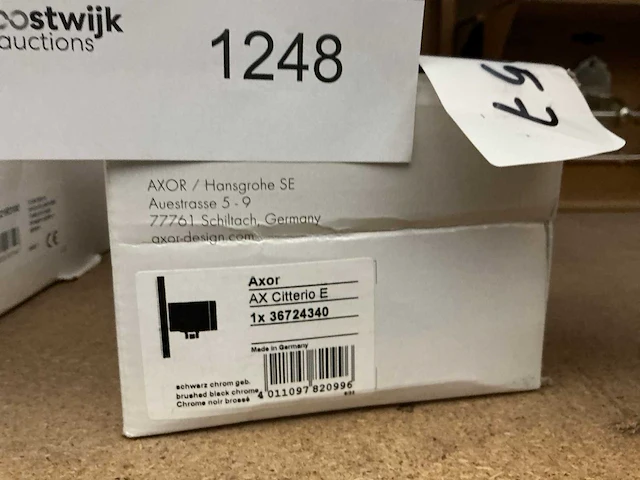 oostwijk
auctions
1248
57
AXOR / Hansgrohe SE
Auestrasse 5 - 9
77761 Schiltach, Germany
axor-design.com
Axor
AX Citterio E
1x 36724340
Made in Germany
schwarz chrom geb.
brushed black chrome
Chrome noir brossé
4 011097 820996
CE